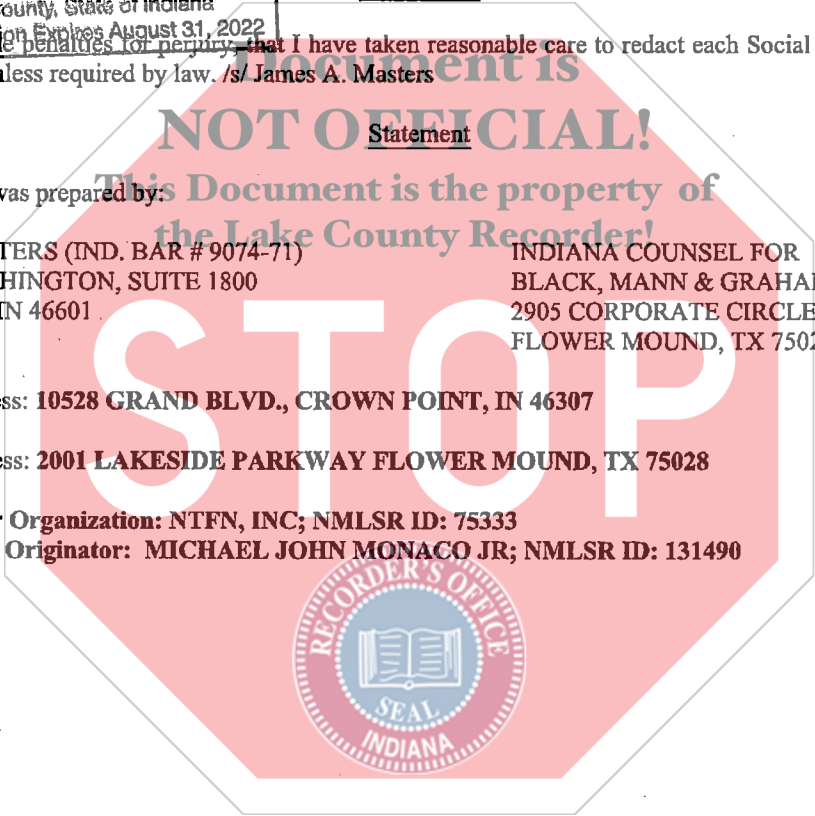 ounty, State of Indiana
ion Expires August 31, 2022
e penalties for perjury, that I have taken reasonable care to redact each Social
less required by law. /s/ James A. Masters
Document is
NOT OFFICIAL!
Statement
This Document is the property of
was prepared by:
the Lake County Recorder!
TERS (IND. BAR # 9074-71)
INDIANA COUNSEL FOR
HINGTON, SUITE 1800
BLACK, MANN & GRAHA
IN 46601
2905 CORPORATE CIRCLE
FLOWER MOUND, TX 7502
STOP
ss: 10528 GRAND BLVD., CROWN POINT, IN 46307
ss: 2001 LAKESIDE PARKWAY FLOWER MOUND, TX 75028
r Organization: NTFN, INC; NMLSR ID: 75333
Originator: MICHAEL JOHN MONACO JR; NMLSR ID: 131490
RECORDER'S OFFICE
SEAL
INDIANA